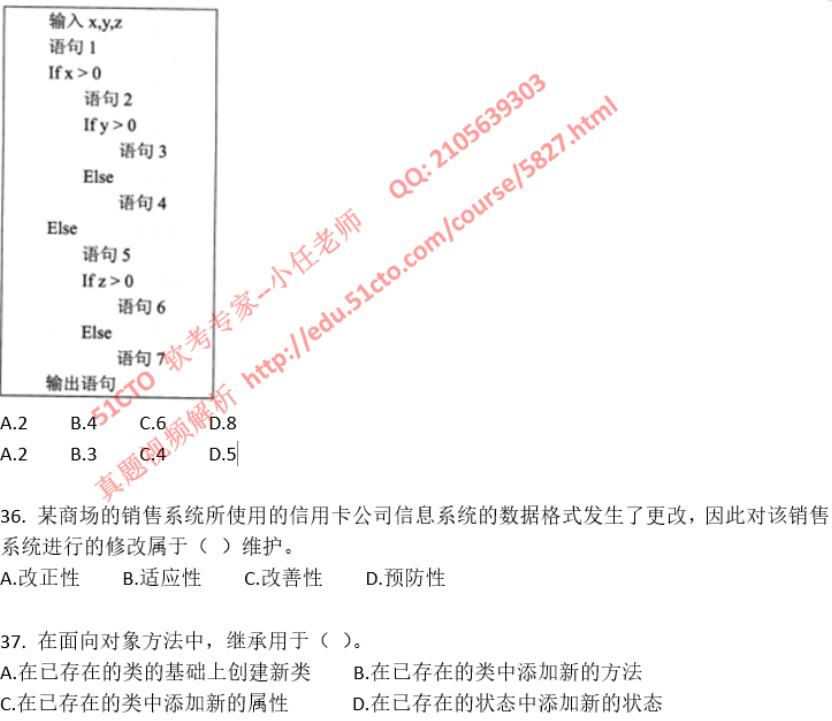 输入 x,y,z
语句 1
If x > 0
语句 2
If y > 0
语句 3
Else
语句 4
Else
语句 5
If z > 0
语句 6
Else
语句 7
输出语句
51CTO 软考专家--小任老师 QQ: 2105639303
真题视频解析 http://edu.51cto.com/course/5827.html
A.2 B.4 C.6 D.8
A.2 B.3 C.4 D.5
36. 某商场的销售系统所使用的信用卡公司信息系统的数据格式发生了更改，因此对该销售
系统进行的修改属于（ ）维护。
A.改正性 B.适应性 C.改善性 D.预防性
37. 在面向对象方法中，继承用于（ ）。
A.在已存在的类的基础上创建新类 B.在已存在的类中添加新的方法
C.在已存在的类中添加新的属性 D.在已存在的状态中添加新的状态